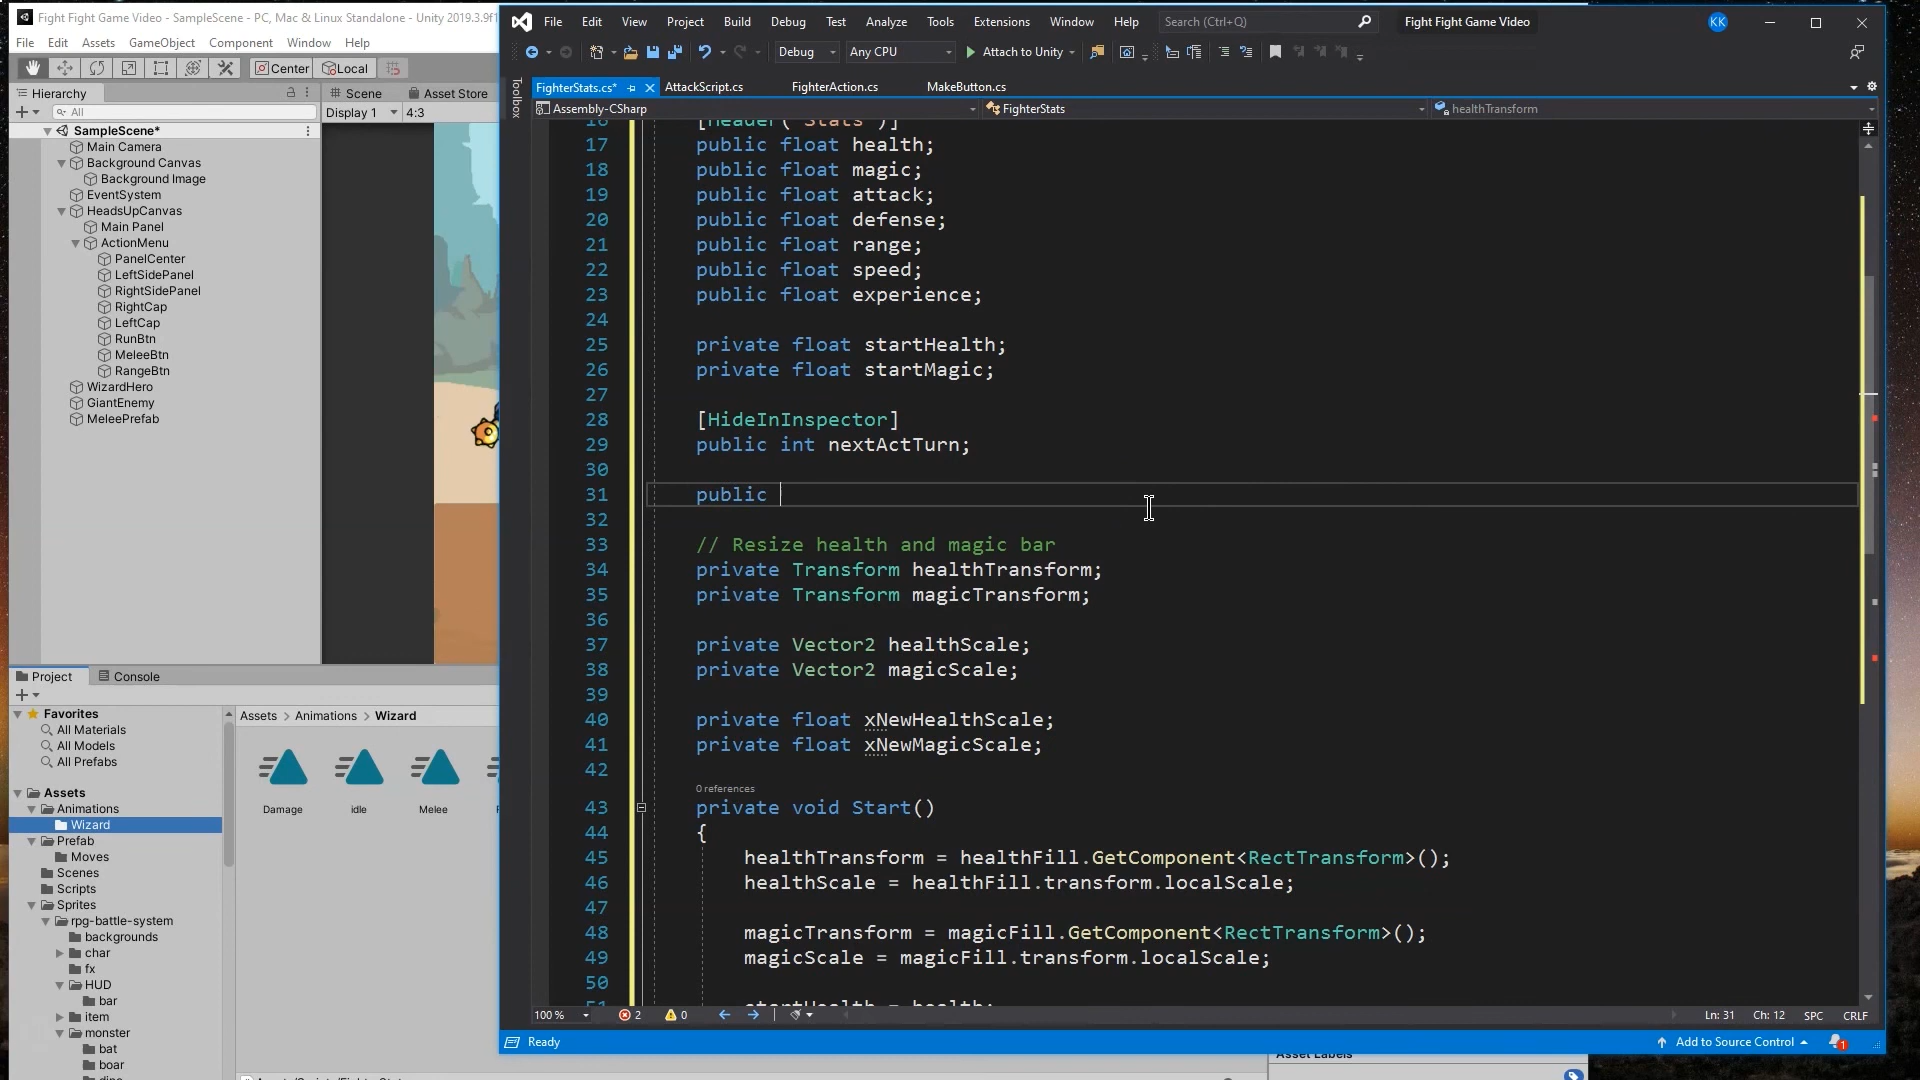 Fight Fight Game Video - SampleScene - PC, Mac & Linux Standalone - Unity 2019.3.9f1
File Edit Assets GameObject Component Window Help
Center Local
Hierarchy
All
SampleScene*
Main Camera
Background Canvas
Background Image
EventSystem
HeadsUpCanvas
Main Panel
ActionMenu
PanelCenter
LeftSidePanel
RightSidePanel
RightCap
LeftCap
RunBtn
MeleeBtn
RangeBtn
WizardHero
GiantEnemy
MeleePrefab
Scene Asset Store
Display 1 4:3
Project Console
Favorites
All Materials
All Models
All Prefabs
Assets
Animations
Wizard
Prefab
Moves
Scenes
Scripts
Sprites
rpg-battle-system
backgrounds
char
fx
HUD
bar
item
monster
bat
boar
Assets > Animations > Wizard
Damage idle Melee
File Edit View Project Build Debug Test Analyze Tools Extensions Window Help Search (Ctrl+Q) Fight Fight Game Video KK
Debug Any CPU Attach to Unity
Toolbox
FighterStats.cs* AttackScript.cs FighterAction.cs MakeButton.cs
Assembly-CSharp FighterStats healthTransform
16 [Header("Stats")]
17 public float health;
18 public float magic;
19 public float attack;
20 public float defense;
21 public float range;
22 public float speed;
23 public float experience;
24
25 private float startHealth;
26 private float startMagic;
27
28 [HideInInspector]
29 public int nextActTurn;
30
31 public
32
33 // Resize health and magic bar
34 private Transform healthTransform;
35 private Transform magicTransform;
36
37 private Vector2 healthScale;
38 private Vector2 magicScale;
39
40 private float xNewHealthScale;
41 private float xNewMagicScale;
42
0 references
43 private void Start()
44 {
45 healthTransform = healthFill.GetComponent<RectTransform>();
46 healthScale = healthFill.transform.localScale;
47
48 magicTransform = magicFill.GetComponent<RectTransform>();
49 magicScale = magicFill.transform.localScale;
50
51 startHealth = health;
100 % 2 0 Ln: 31 Ch: 12 SPC CRLF
Ready Add to Source Control 1
Asset Labels